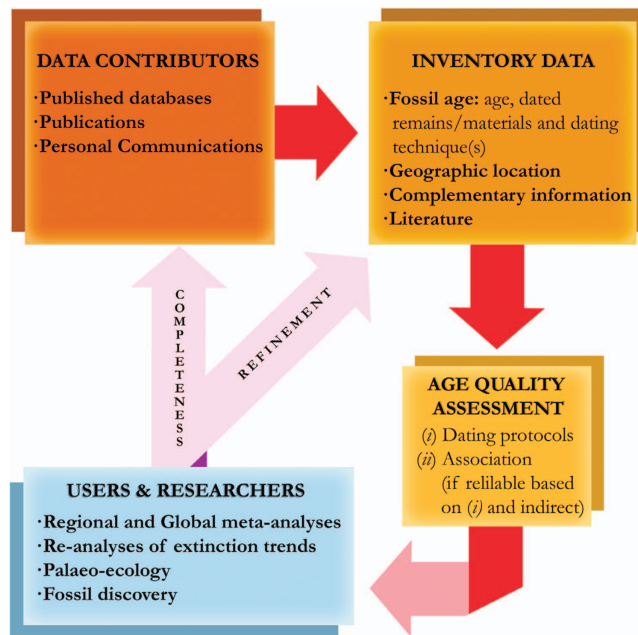 DATA CONTRIBUTORS
·Published databases
·Publications
·Personal Communications
INVENTORY DATA
·Fossil age: age, dated
remains/materials and dating
technique(s)
·Geographic location
·Complementary information
·Literature
COMPLETENESS
REFINEMENT
AGE QUALITY
ASSESSMENT
(i) Dating protocols
(ii) Association
(if relilable based
on (i) and indirect)
USERS & RESEARCHERS
·Regional and Global meta-analyses
·Re-analyses of extinction trends
·Palaeo-ecology
·Fossil discovery